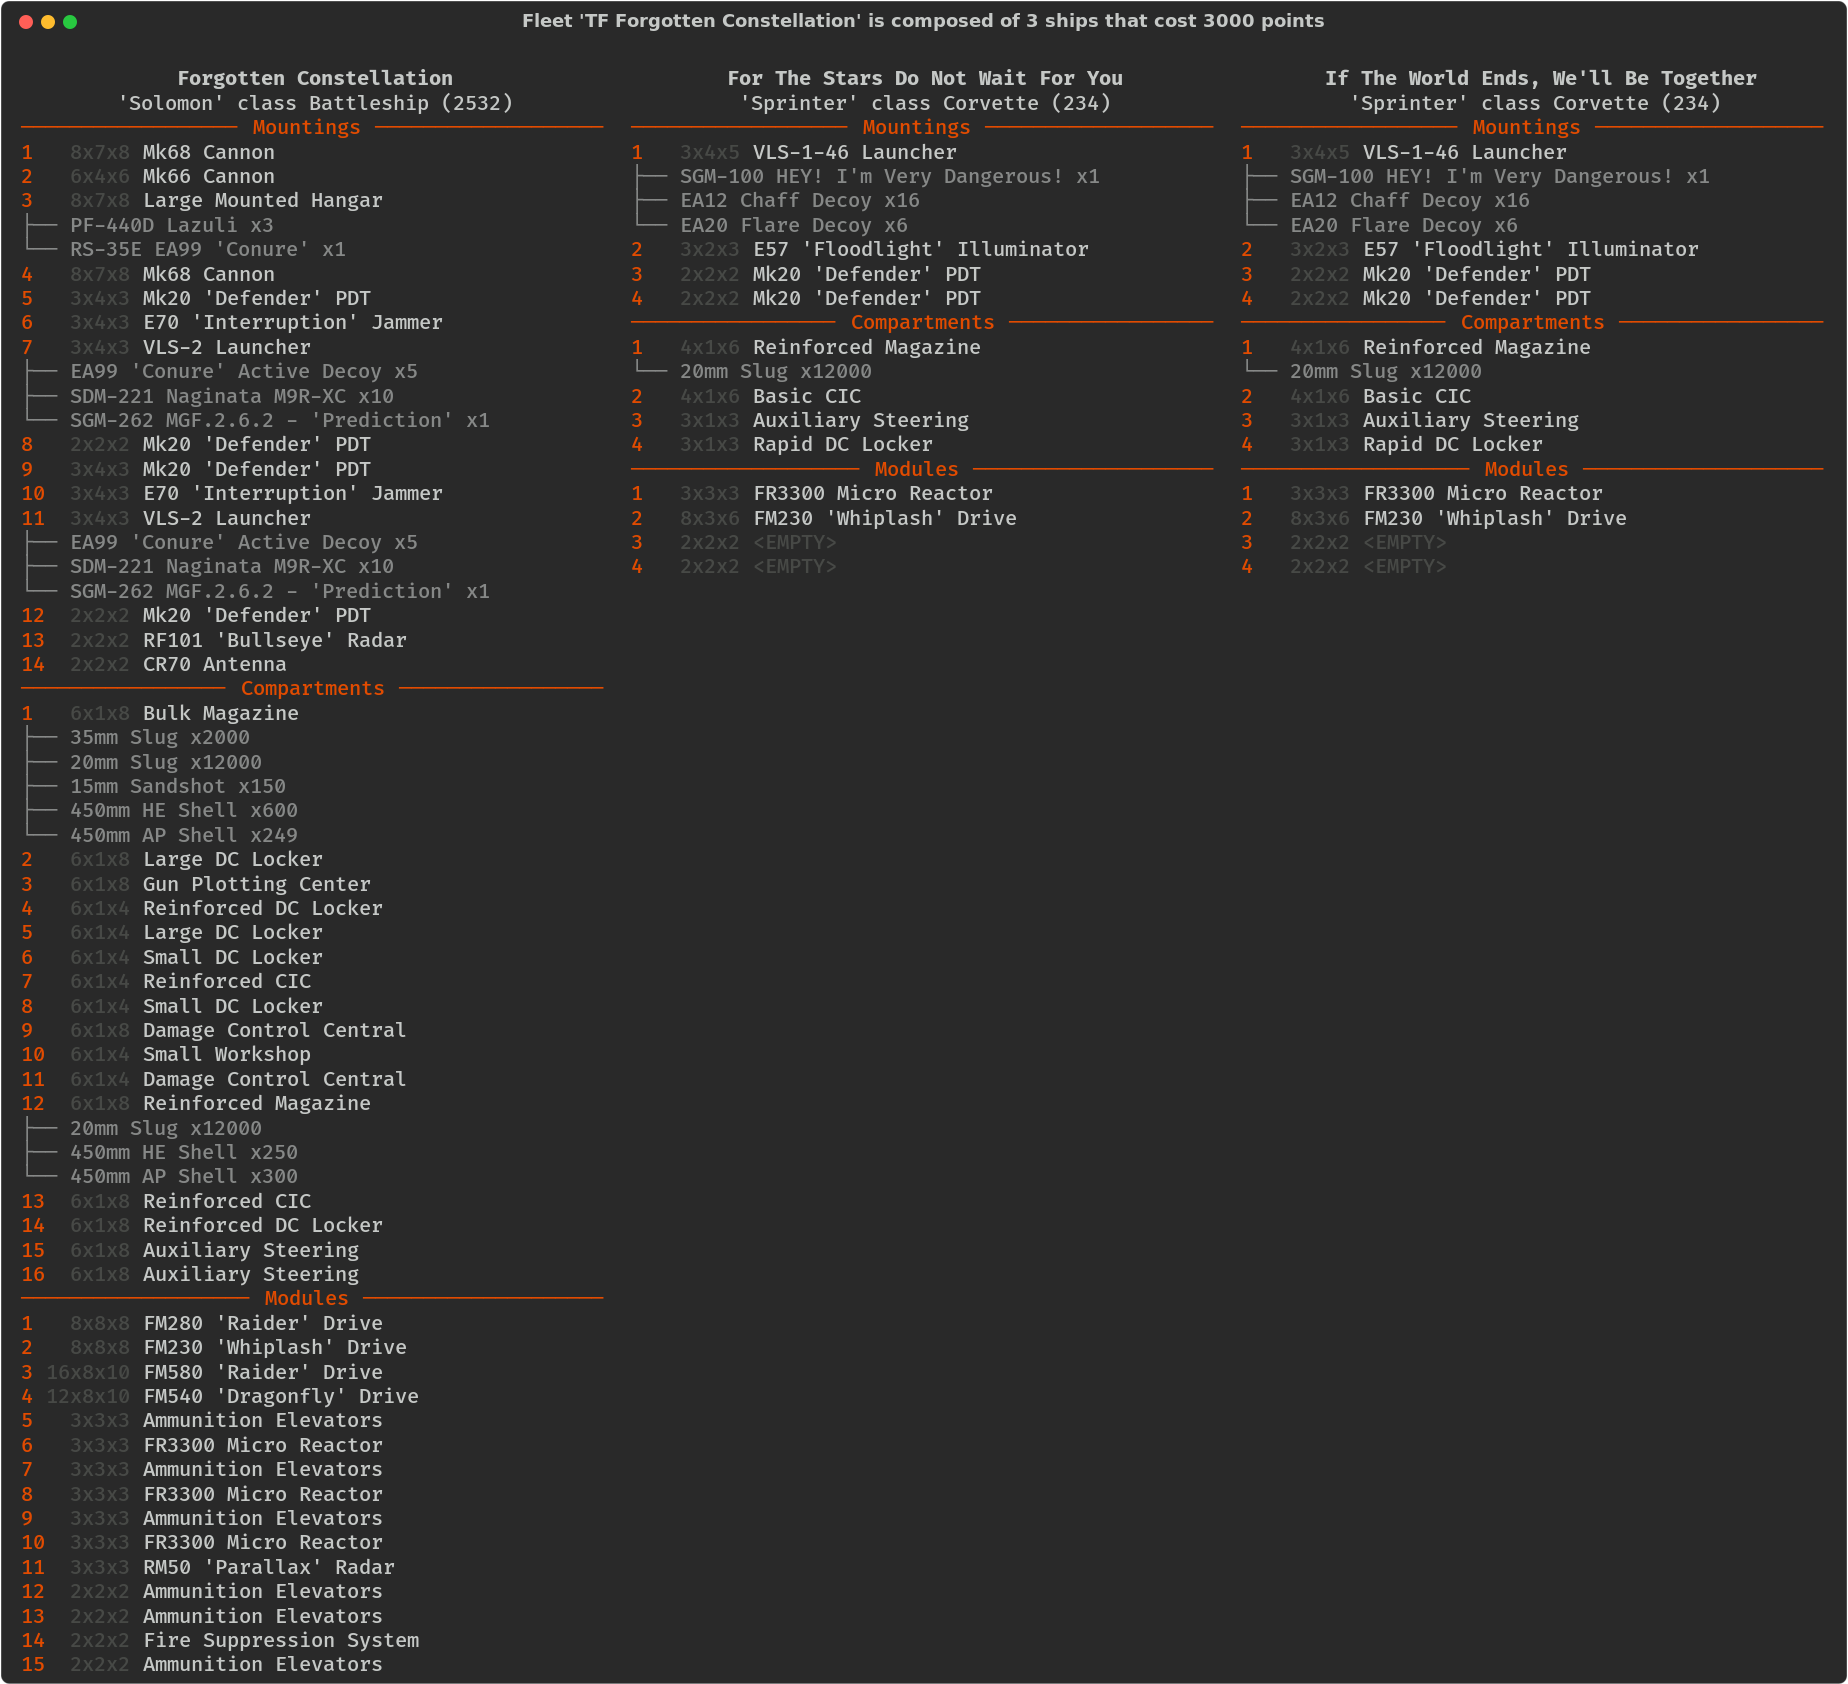 Fleet 'TF Forgotten Constellation' is composed of 3 ships that cost 3000 points
Forgotten Constellation
'Solomon' class Battleship (2532)
Mountings
1 8x7x8 Mk68 Cannon
2 6x4x6 Mk66 Cannon
3 8x7x8 Large Mounted Hangar
PF-440D Lazuli x3
RS-35E EA99 'Conure' x1
4 8x7x8 Mk68 Cannon
5 3x4x3 Mk20 'Defender' PDT
6 3x4x3 E70 'Interruption' Jammer
7 3x4x3 VLS-2 Launcher
EA99 'Conure' Active Decoy x5
SDM-221 Naginata M9R-XC x10
SGM-262 MGF.2.6.2 - 'Prediction' x1
8 2x2x2 Mk20 'Defender' PDT
9 3x4x3 Mk20 'Defender' PDT
10 3x4x3 E70 'Interruption' Jammer
11 3x4x3 VLS-2 Launcher
EA99 'Conure' Active Decoy x5
SDM-221 Naginata M9R-XC x10
SGM-262 MGF.2.6.2 - 'Prediction' x1
12 2x2x2 Mk20 'Defender' PDT
13 2x2x2 RF101 'Bullseye' Radar
14 2x2x2 CR70 Antenna
Compartments
1 6x1x8 Bulk Magazine
35mm Slug x2000
20mm Slug x12000
15mm Sandshot x150
450mm HE Shell x600
450mm AP Shell x249
2 6x1x8 Large DC Locker
3 6x1x8 Gun Plotting Center
4 6x1x4 Reinforced DC Locker
5 6x1x4 Large DC Locker
6 6x1x4 Small DC Locker
7 6x1x4 Reinforced CIC
8 6x1x4 Small DC Locker
9 6x1x8 Damage Control Central
10 6x1x4 Small Workshop
11 6x1x4 Damage Control Central
12 6x1x8 Reinforced Magazine
20mm Slug x12000
450mm HE Shell x250
450mm AP Shell x300
13 6x1x8 Reinforced CIC
14 6x1x8 Reinforced DC Locker
15 6x1x8 Auxiliary Steering
16 6x1x8 Auxiliary Steering
Modules
1 8x8x8 FM280 'Raider' Drive
2 8x8x8 FM230 'Whiplash' Drive
3 16x8x10 FM580 'Raider' Drive
4 12x8x10 FM540 'Dragonfly' Drive
5 3x3x3 Ammunition Elevators
6 3x3x3 FR3300 Micro Reactor
7 3x3x3 Ammunition Elevators
8 3x3x3 FR3300 Micro Reactor
9 3x3x3 Ammunition Elevators
10 3x3x3 FR3300 Micro Reactor
11 3x3x3 RM50 'Parallax' Radar
12 2x2x2 Ammunition Elevators
13 2x2x2 Ammunition Elevators
14 2x2x2 Fire Suppression System
15 2x2x2 Ammunition Elevators
For The Stars Do Not Wait For You
'Sprinter' class Corvette (234)
Mountings
1 3x4x5 VLS-1-46 Launcher
SGM-100 HEY! I'm Very Dangerous! x1
EA12 Chaff Decoy x16
EA20 Flare Decoy x6
2 3x2x3 E57 'Floodlight' Illuminator
3 2x2x2 Mk20 'Defender' PDT
4 2x2x2 Mk20 'Defender' PDT
Compartments
1 4x1x6 Reinforced Magazine
20mm Slug x12000
2 4x1x6 Basic CIC
3 3x1x3 Auxiliary Steering
4 3x1x3 Rapid DC Locker
Modules
1 3x3x3 FR3300 Micro Reactor
2 8x3x6 FM230 'Whiplash' Drive
3 2x2x2 <EMPTY>
4 2x2x2 <EMPTY>
If The World Ends, We'll Be Together
'Sprinter' class Corvette (234)
Mountings
1 3x4x5 VLS-1-46 Launcher
SGM-100 HEY! I'm Very Dangerous! x1
EA12 Chaff Decoy x16
EA20 Flare Decoy x6
2 3x2x3 E57 'Floodlight' Illuminator
3 2x2x2 Mk20 'Defender' PDT
4 2x2x2 Mk20 'Defender' PDT
Compartments
1 4x1x6 Reinforced Magazine
20mm Slug x12000
2 4x1x6 Basic CIC
3 3x1x3 Auxiliary Steering
4 3x1x3 Rapid DC Locker
Modules
1 3x3x3 FR3300 Micro Reactor
2 8x3x6 FM230 'Whiplash' Drive
3 2x2x2 <EMPTY>
4 2x2x2 <EMPTY>